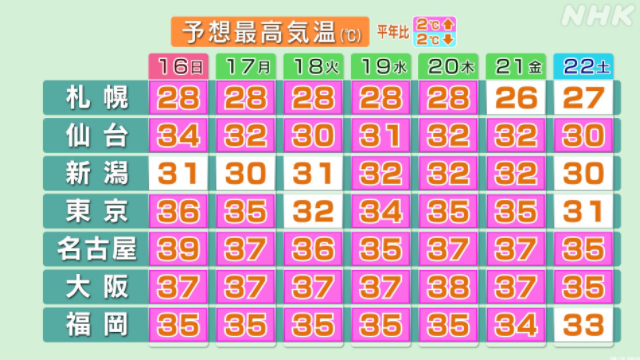 NHK
予想最高気温(℃) 平年比 2℃⬆
2℃⬇
16日 17月 18火 19水 20木 21金 22土
札幌 28 28 28 28 28 26 27
仙台 34 32 30 31 32 32 30
新潟 31 30 31 32 32 32 30
東京 36 35 32 34 35 35 31
名古屋 39 37 36 35 37 37 35
大阪 37 37 37 37 38 37 35
福岡 35 35 35 35 35 34 33